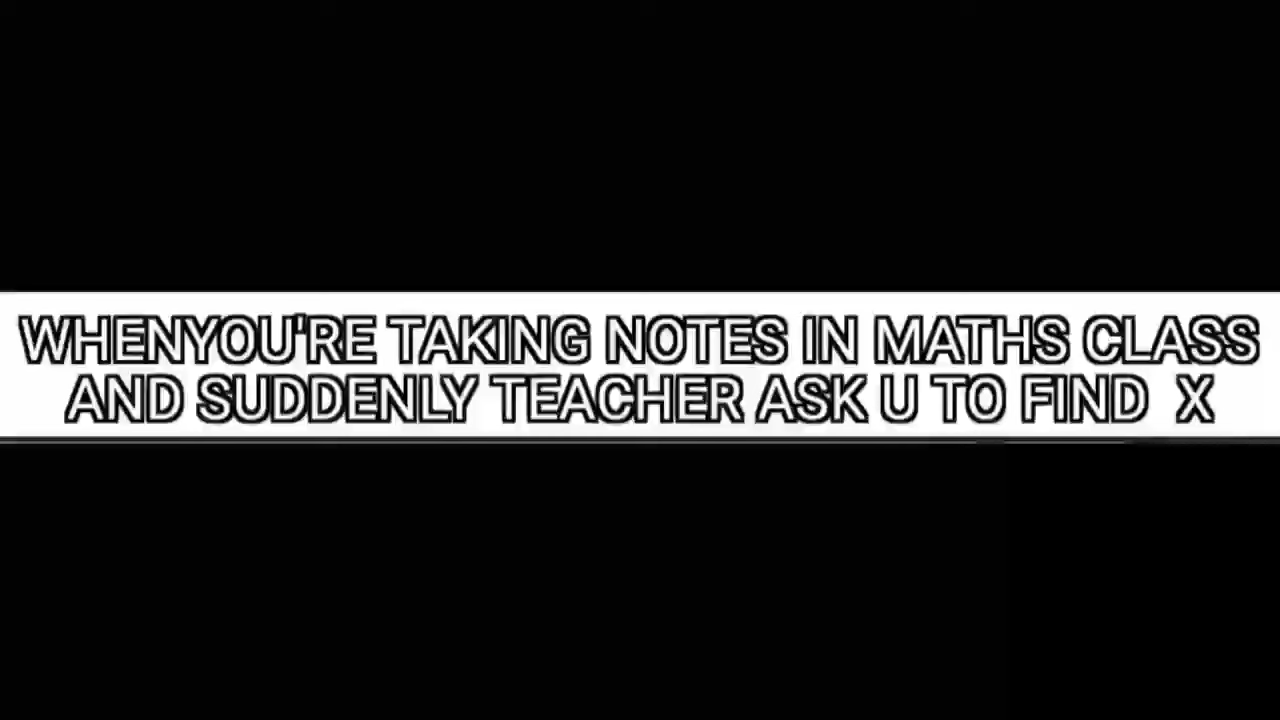 WHENYOU'RE TAKING NOTES IN MATHS CLASS
AND SUDDENLY TEACHER ASK U TO FIND X